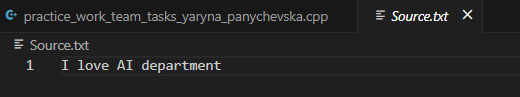 practice_work_team_tasks_yaryna_panychevska.cpp Source.txt
Source.txt
1 I love AI department